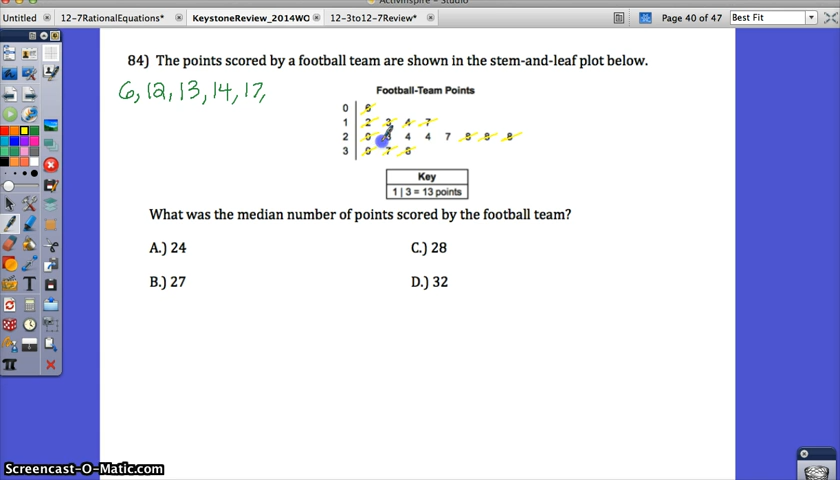 ActivInspire – Studio
Untitled 12-7RationalEquations* KeystoneReview_2014WO 12-3to12-7Review* Page 40 of 47 Best Fit
84) The points scored by a football team are shown in the stem-and-leaf plot below.
6, 12, 13, 14, 17,
Football-Team Points
0 6
1 2 3 4 7
2 0 3 4 4 7 8 8 8
3 0 7 8
Key
1 | 3 = 13 points
What was the median number of points scored by the football team?
A.) 24 C.) 28
B.) 27 D.) 32
Screencast-O-Matic.com